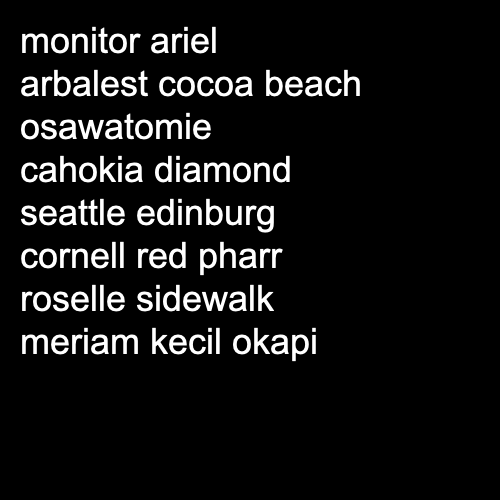 monitor ariel
arbalest cocoa beach
osawatomie
cahokia diamond
seattle edinburg
cornell red pharr
roselle sidewalk
meriam kecil okapi